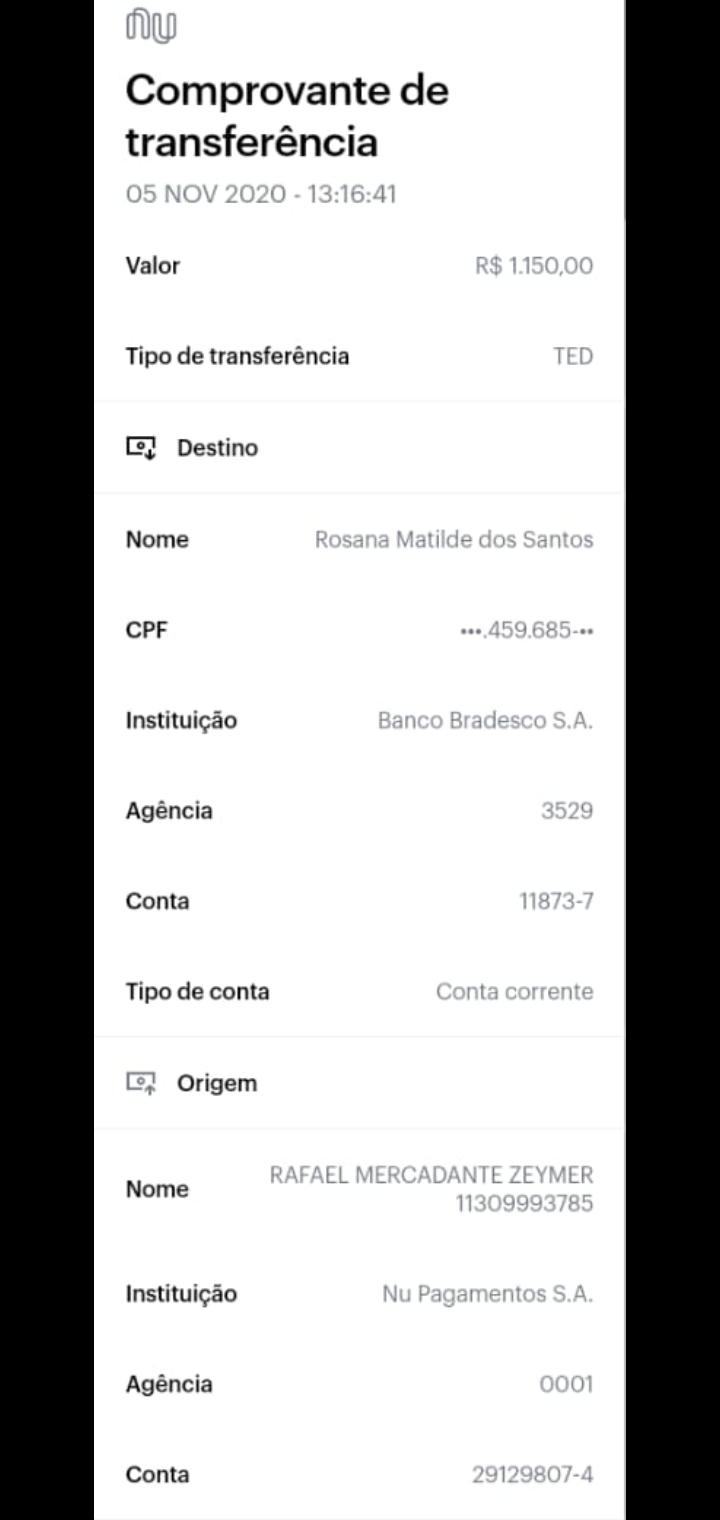 nu
Comprovante de
transferência
05 NOV 2020 - 13:16:41
Valor R$ 1.150,00
Tipo de transferência TED
Destino
Nome Rosana Matilde dos Santos
CPF •••.459.685-••
Instituição Banco Bradesco S.A.
Agência 3529
Conta 11873-7
Tipo de conta Conta corrente
Origem
Nome RAFAEL MERCADANTE ZEYMER
11309993785
Instituição Nu Pagamentos S.A.
Agência 0001
Conta 29129807-4